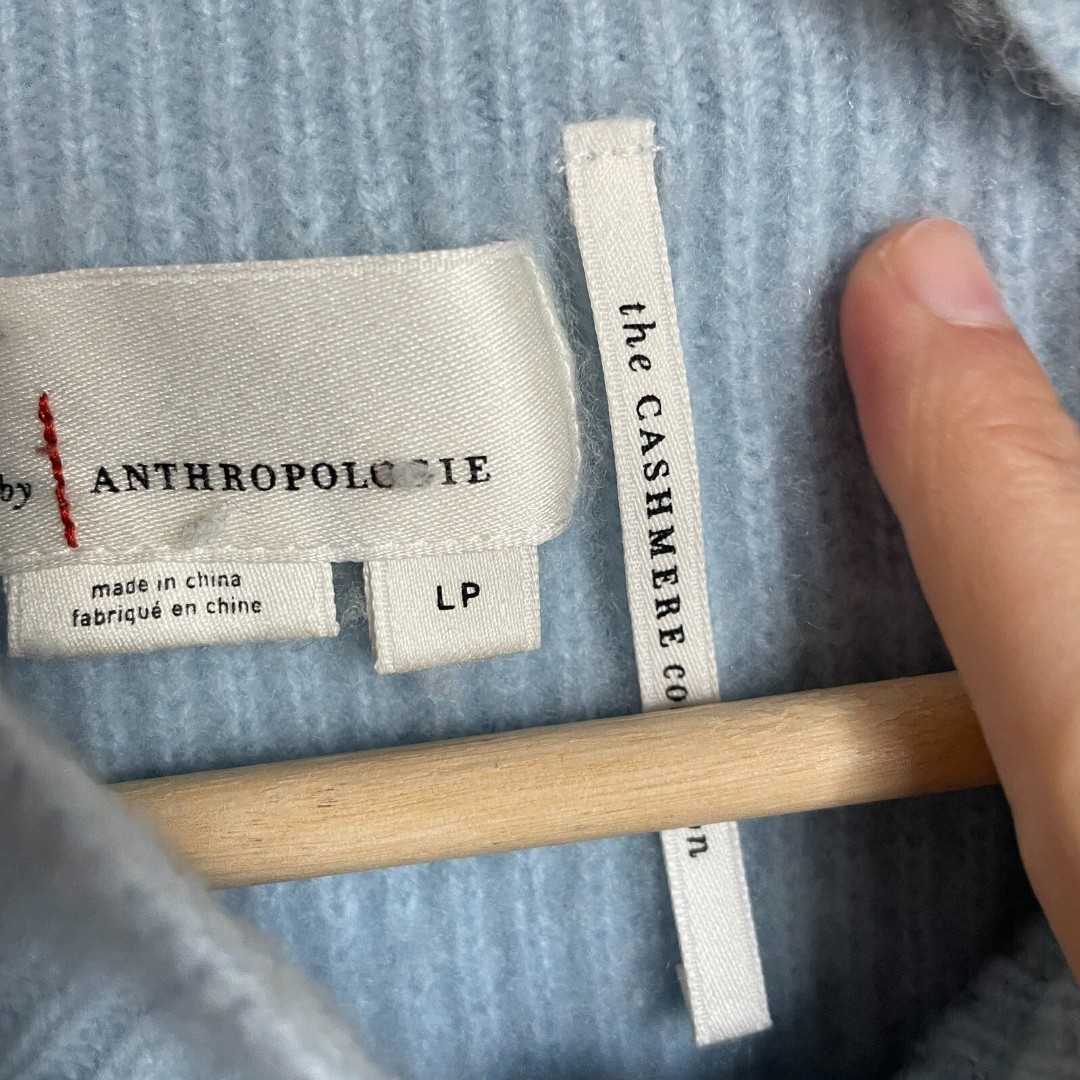 by ANTHROPOLOGIE
made in china
fabriqué en chine
LP
the CASHMERE